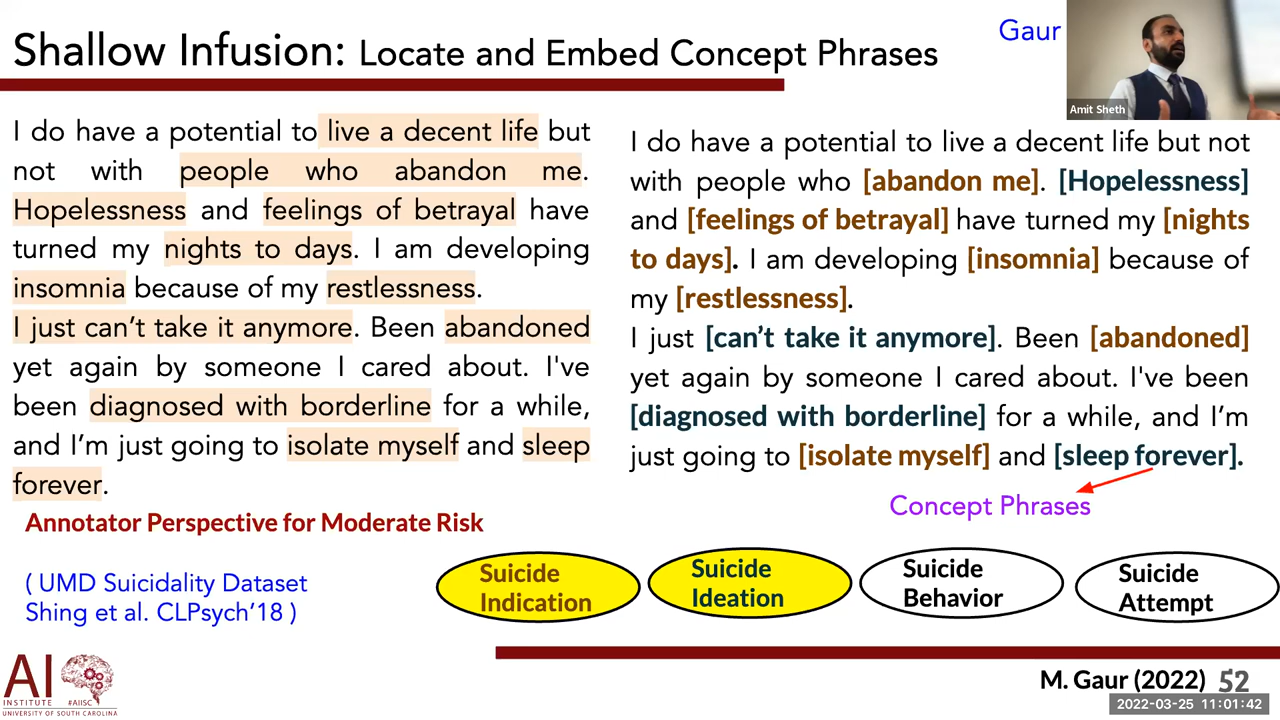 Shallow Infusion: Locate and Embed Concept Phrases
Gaur
Amit Sheth
I do have a potential to live a decent life but
not with people who abandon me.
Hopelessness and feelings of betrayal have
turned my nights to days. I am developing
insomnia because of my restlessness.
I just can’t take it anymore. Been abandoned
yet again by someone I cared about. I've
been diagnosed with borderline for a while,
and I’m just going to isolate myself and sleep
forever.
Annotator Perspective for Moderate Risk
( UMD Suicidality Dataset
Shing et al. CLPsych’18 )
I do have a potential to live a decent life but not
with people who [abandon me]. [Hopelessness]
and [feelings of betrayal] have turned my [nights
to days]. I am developing [insomnia] because of
my [restlessness].
I just [can’t take it anymore]. Been [abandoned]
yet again by someone I cared about. I've been
[diagnosed with borderline] for a while, and I’m
just going to [isolate myself] and [sleep forever].
Concept Phrases
Suicide
Indication
Suicide
Ideation
Suicide
Behavior
Suicide
Attempt
AI
INSTITUTE #AIISC
UNIVERSITY OF SOUTH CAROLINA
M. Gaur (2022) 52
2022-03-25 11:01:42